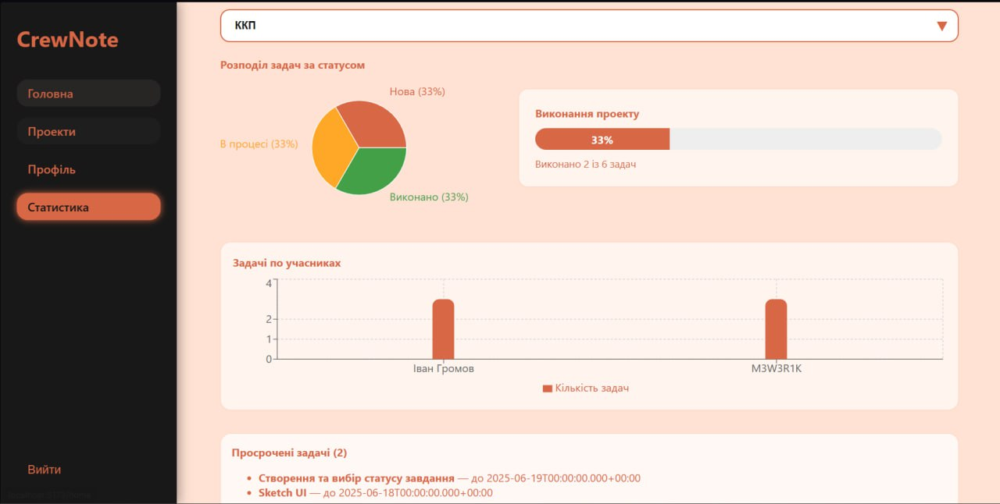 CrewNote
Головна
Проекти
Профіль
Статистика
Вийти
ККП
Розподіл задач за статусом
Нова (33%)
В процесі (33%)
Виконано (33%)
Виконання проекту
33%
Виконано 2 із 6 задач
Задачі по учасниках
4
2
1
0
Іван Громов
M3W3R1K
Кількість задач
Просрочені задачі (2)
• Створення та вибір статусу завдання — до 2025-06-19T00:00:00.000+00:00
• Sketch UI — до 2025-06-18T00:00:00.000+00:00